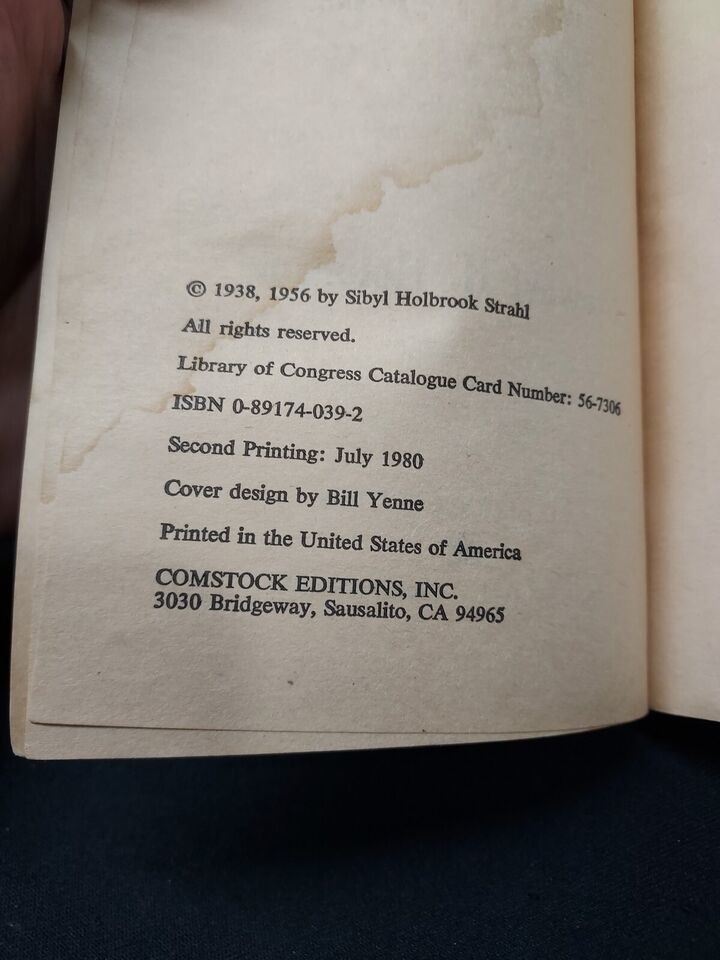 © 1938, 1956 by Sibyl Holbrook Strahl
All rights reserved.
Library of Congress Catalogue Card Number: 56-7306
ISBN 0-89174-039-2
Second Printing: July 1980
Cover design by Bill Yenne
Printed in the United States of America
COMSTOCK EDITIONS, INC.
3030 Bridgeway, Sausalito, CA 94965